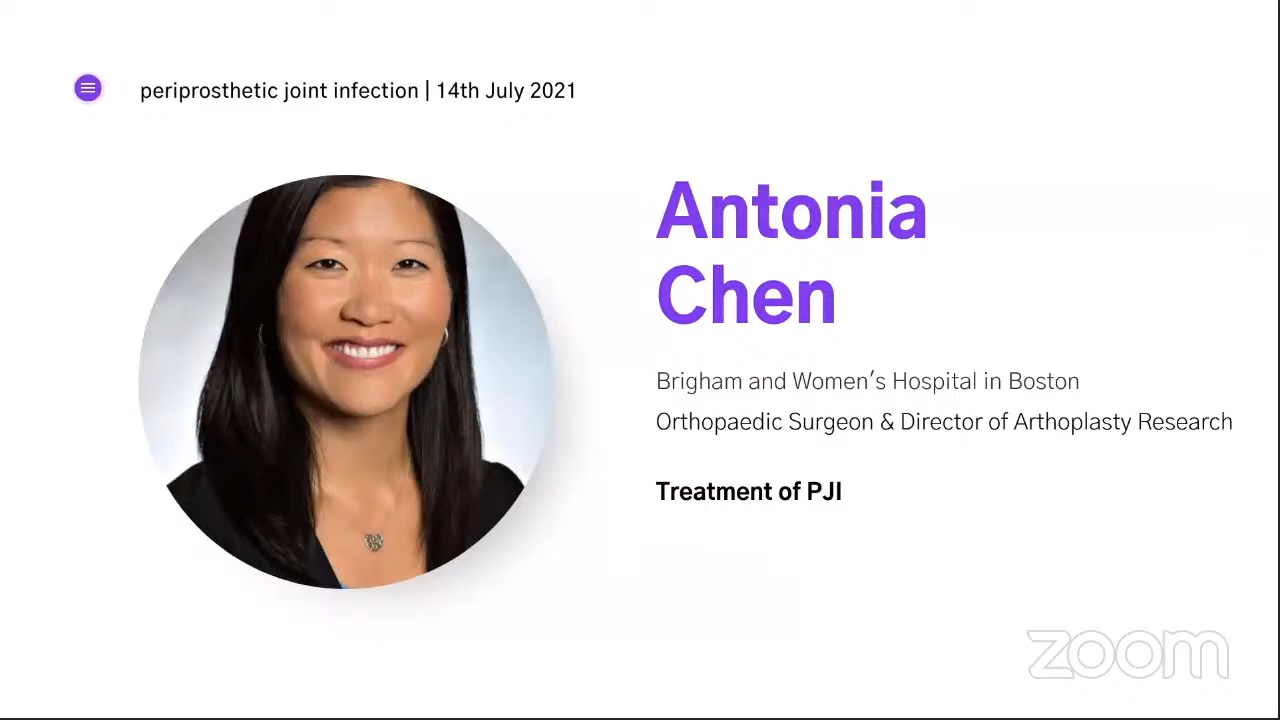 periprosthetic joint infection | 14th July 2021
Antonia
Chen
Brigham and Women's Hospital in Boston
Orthopaedic Surgeon & Director of Arthoplasty Research
Treatment of PJI
zoom